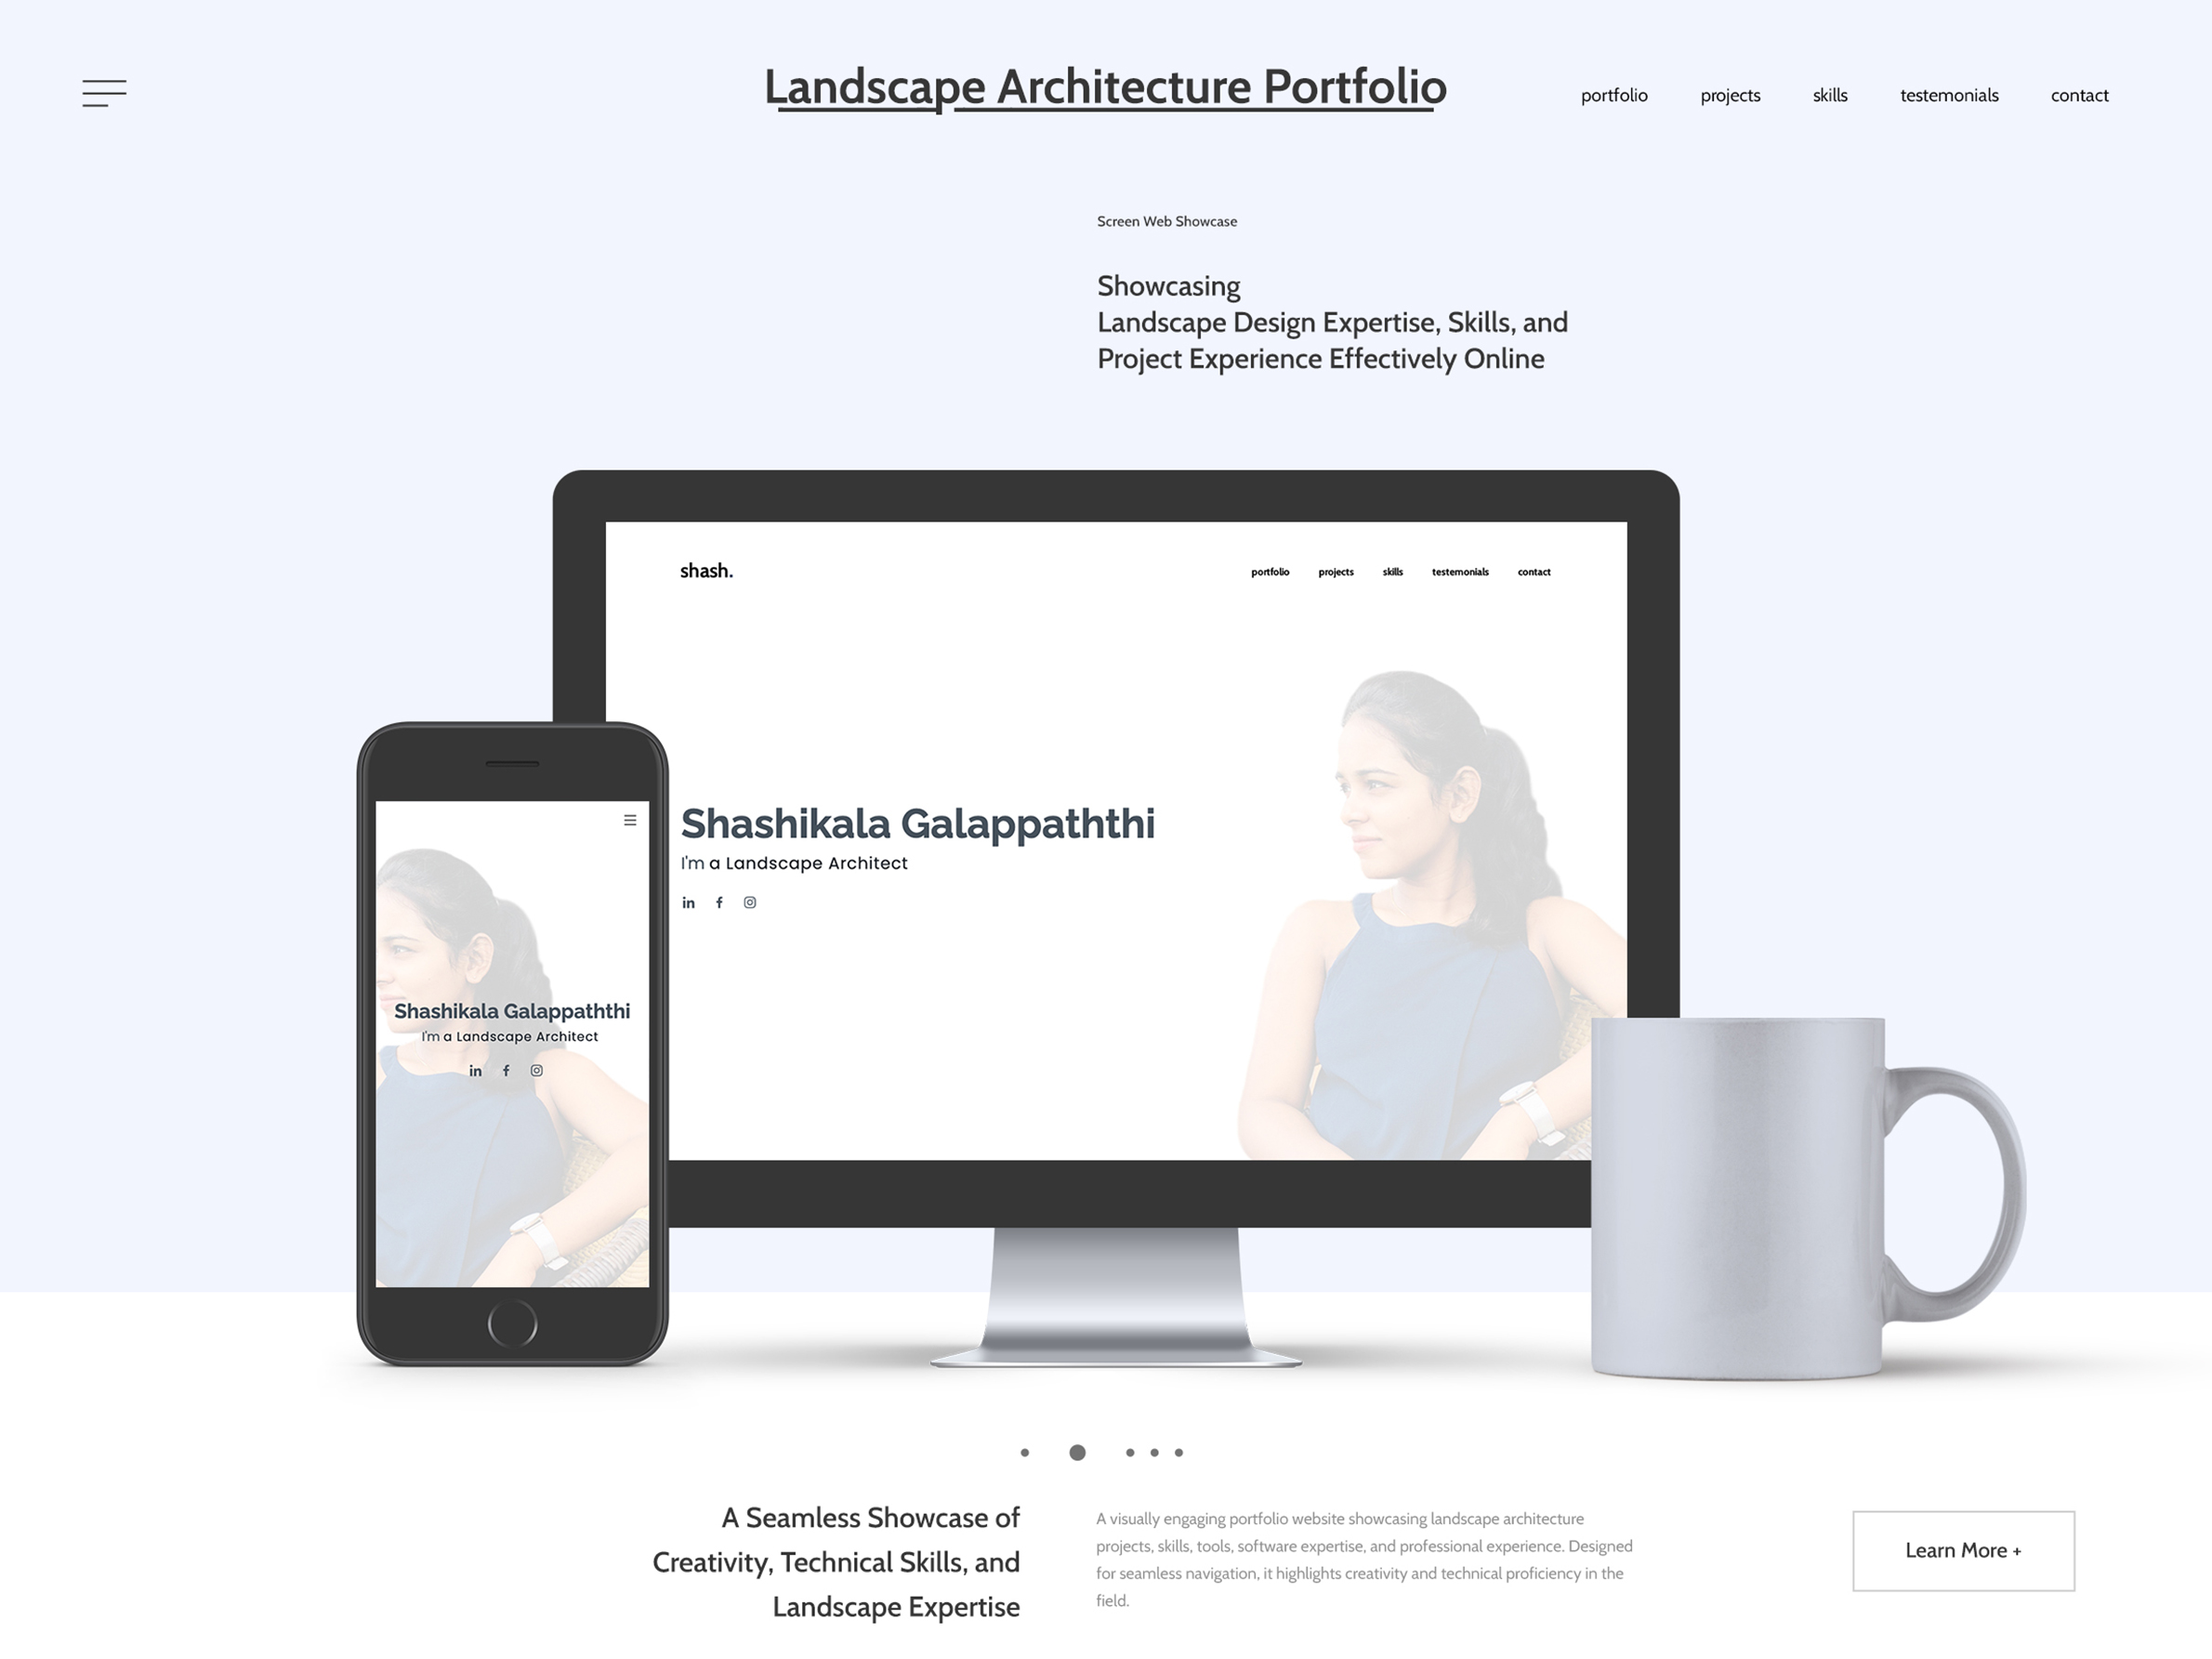 Landscape Architecture Portfolio
portfolio projects skills testemonials contact
Screen Web Showcase
Showcasing
Landscape Design Expertise, Skills, and
Project Experience Effectively Online
shash.
portfolio projects skills testemonials contact
Shashikala Galappaththi
I'm a Landscape Architect
in f
Shashikala Galappaththi
I'm a Landscape Architect
in f
A Seamless Showcase of
Creativity, Technical Skills, and
Landscape Expertise
A visually engaging portfolio website showcasing landscape architecture
projects, skills, tools, software expertise, and professional experience. Designed
for seamless navigation, it highlights creativity and technical proficiency in the
field.
Learn More +